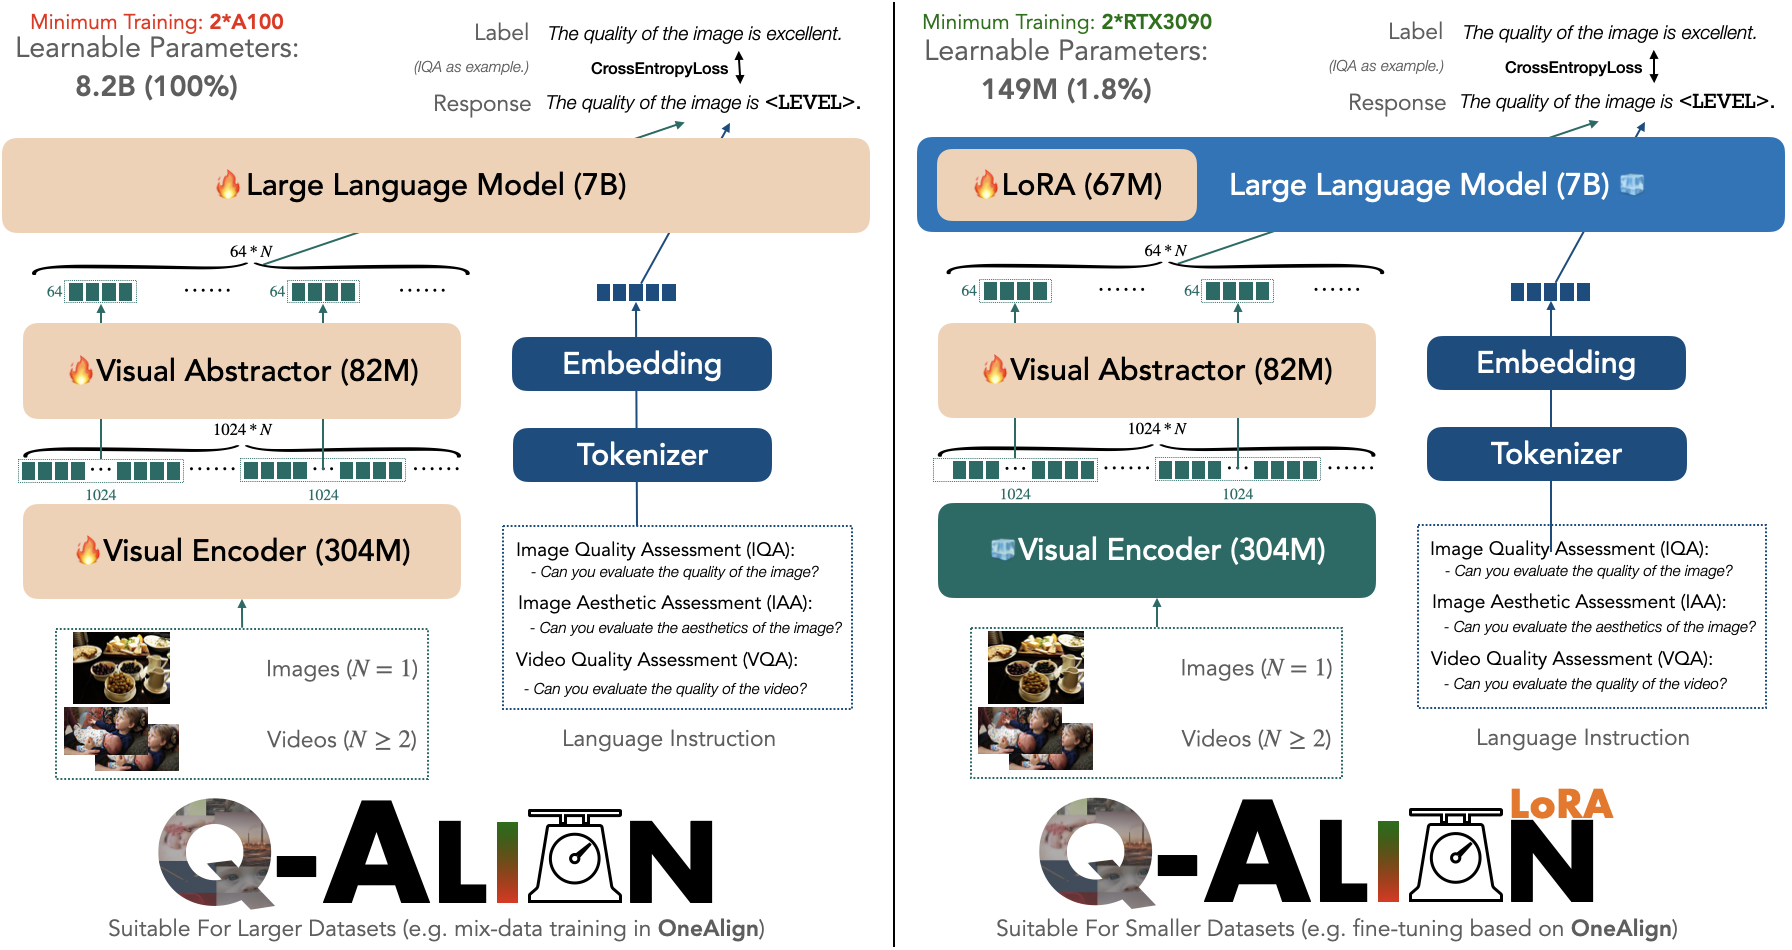 Minimum Training: 2*A100
Learnable Parameters:
8.2B (100%)
Label The quality of the image is excellent.
(IQA as example.) CrossEntropyLoss
Response The quality of the image is <LEVEL>.
Large Language Model (7B)
64 * N
64 ...... 64 ......
Visual Abstractor (82M)
1024 * N
... ...... ... ......
1024 1024
Visual Encoder (304M)
Images (N = 1)
Videos (N ≥ 2)
Embedding
Tokenizer
Image Quality Assessment (IQA):
- Can you evaluate the quality of the image?
Image Aesthetic Assessment (IAA):
- Can you evaluate the aesthetics of the image?
Video Quality Assessment (VQA):
- Can you evaluate the quality of the video?
Language Instruction
Q-ALIGN
Suitable For Larger Datasets (e.g. mix-data training in OneAlign)
Minimum Training: 2*RTX3090
Learnable Parameters:
149M (1.8%)
Label The quality of the image is excellent.
(IQA as example.) CrossEntropyLoss
Response The quality of the image is <LEVEL>.
LoRA (67M) Large Language Model (7B)
64 * N
64 ...... 64 ......
Visual Abstractor (82M)
1024 * N
... ...... ... ......
1024 1024
Visual Encoder (304M)
Images (N = 1)
Videos (N ≥ 2)
Embedding
Tokenizer
Image Quality Assessment (IQA):
- Can you evaluate the quality of the image?
Image Aesthetic Assessment (IAA):
- Can you evaluate the aesthetics of the image?
Video Quality Assessment (VQA):
- Can you evaluate the quality of the video?
Language Instruction
Q-ALIGN LoRA
Suitable For Smaller Datasets (e.g. fine-tuning based on OneAlign)